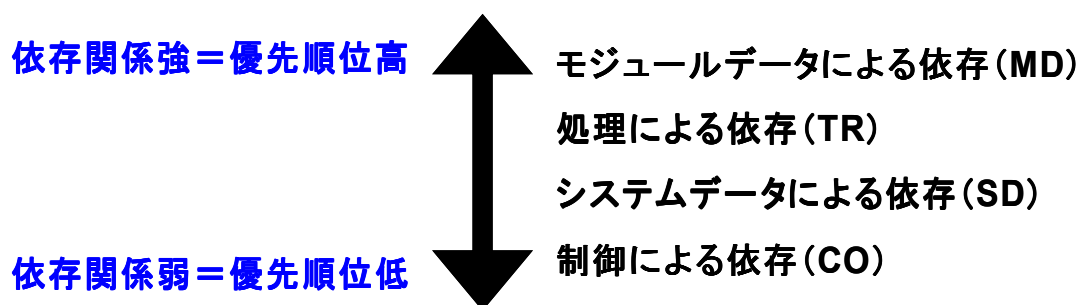 依存関係強＝優先順位高
モジュールデータによる依存（MD）
処理による依存（TR）
システムデータによる依存（SD）
制御による依存（CO）
依存関係弱＝優先順位低